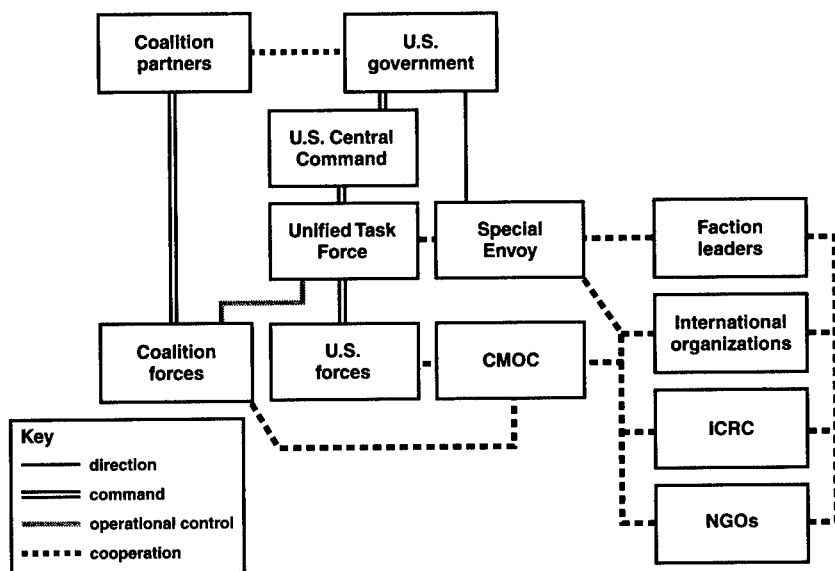 Coalition
partners
U.S.
government
U.S. Central
Command
Unified Task
Force
Special
Envoy
Faction
leaders
Coalition
forces
U.S.
forces
CMOC
International
organizations
ICRC
NGOs
Key
direction
command
operational control
cooperation